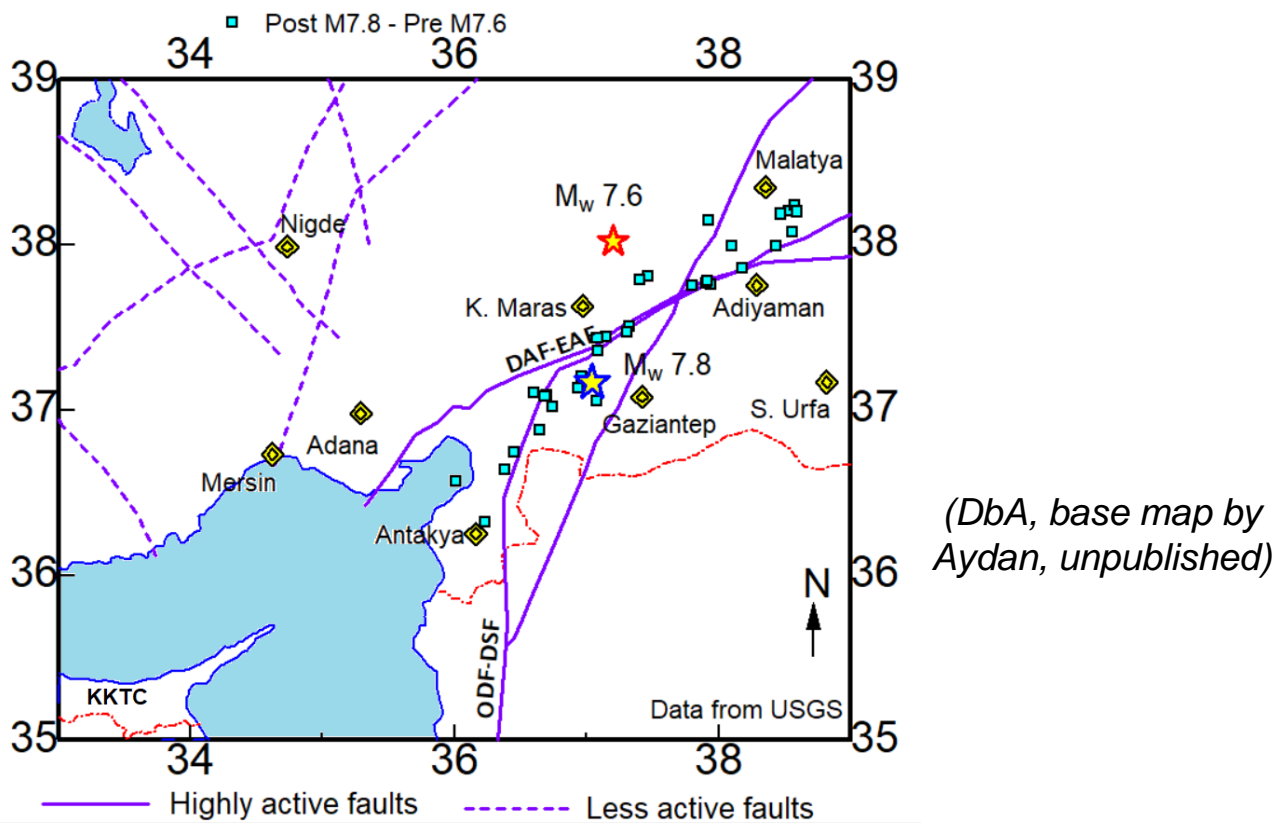 Post M7.8 - Pre M7.6
34 36 38
39 39
Malatya
Mw 7.6
Nigde
38 38
K. Maras
Adiyaman
DAF-EAF
Mw 7.8
37 37
S. Urfa
Gaziantep
Adana
Mersin
Antakya
(DbA, base map by
Aydan, unpublished)
36 36
N
ODF-DSF
KKTC
Data from USGS
35 35
34 36 38
Highly active faults Less active faults